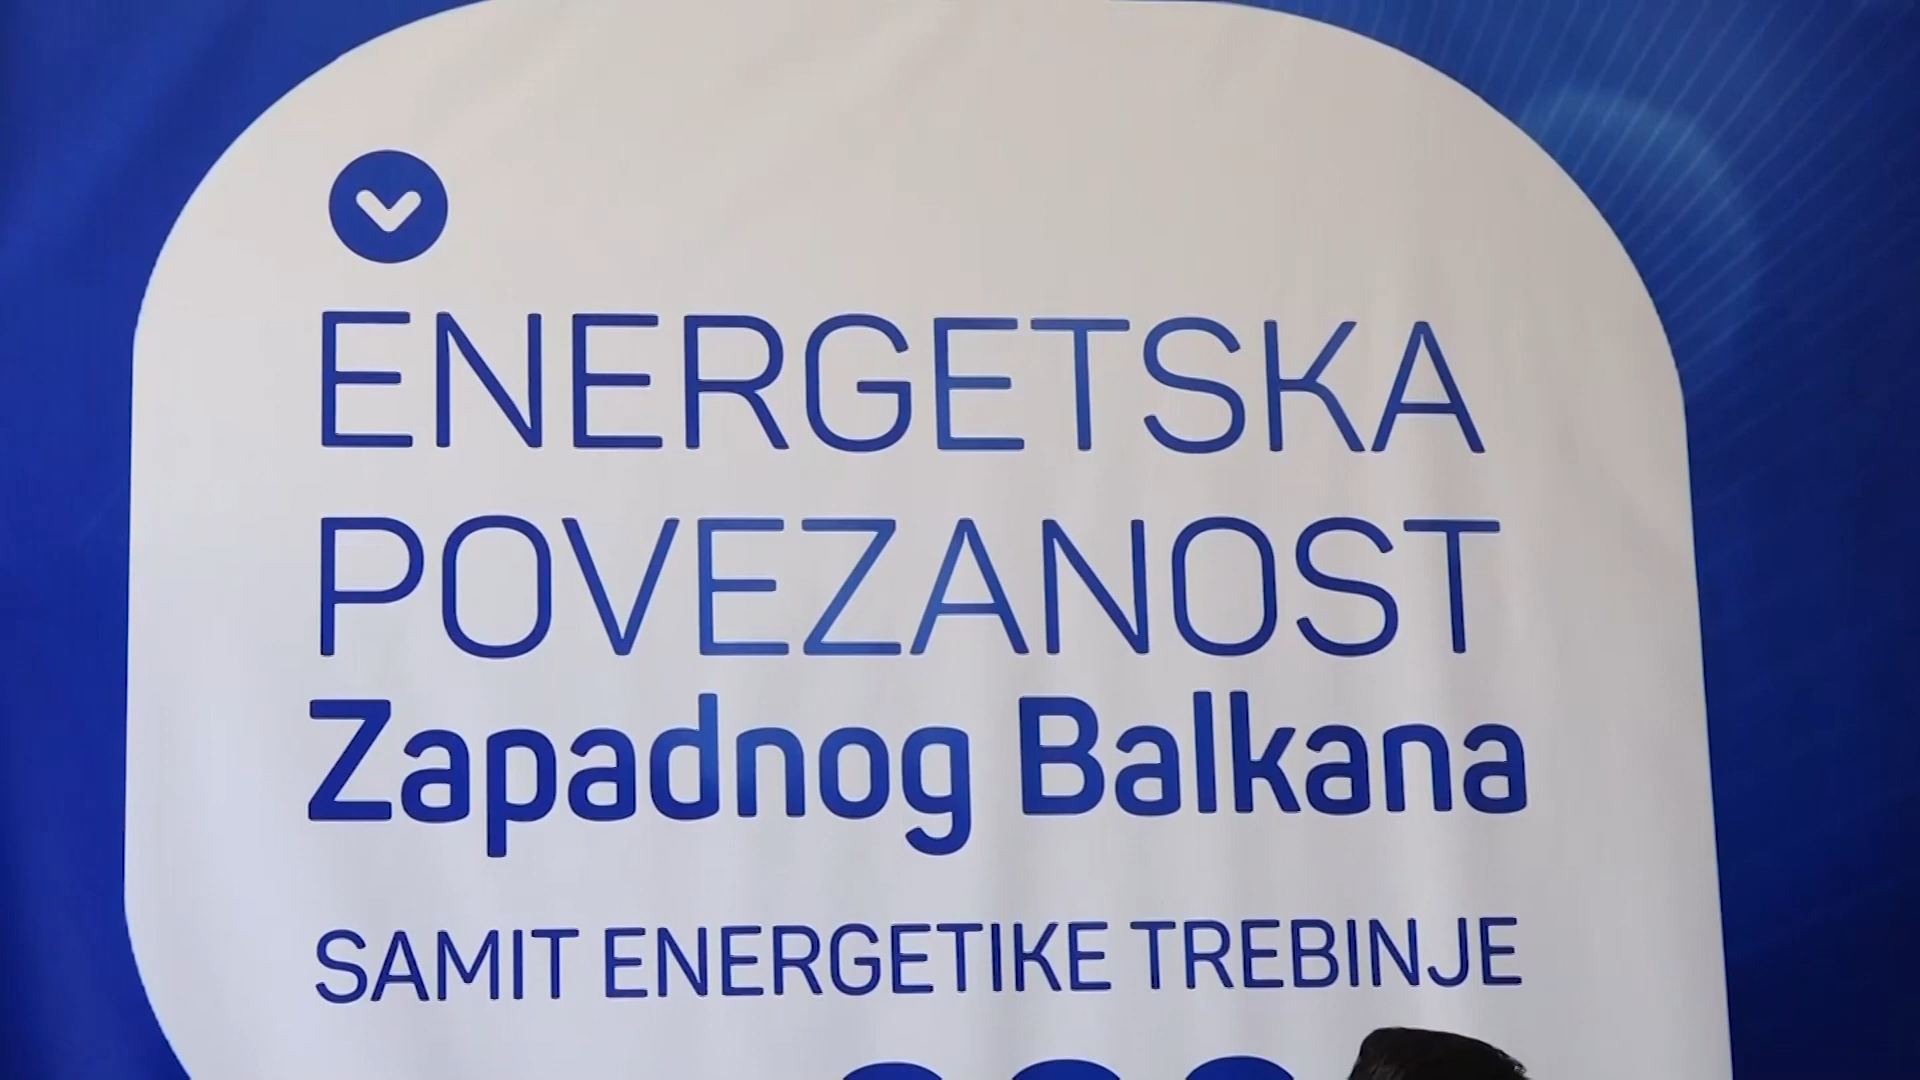 ENERGETSKA
POVEZANOST
Zapadnog Balkana
SAMIT ENERGETIKE TREBINJE